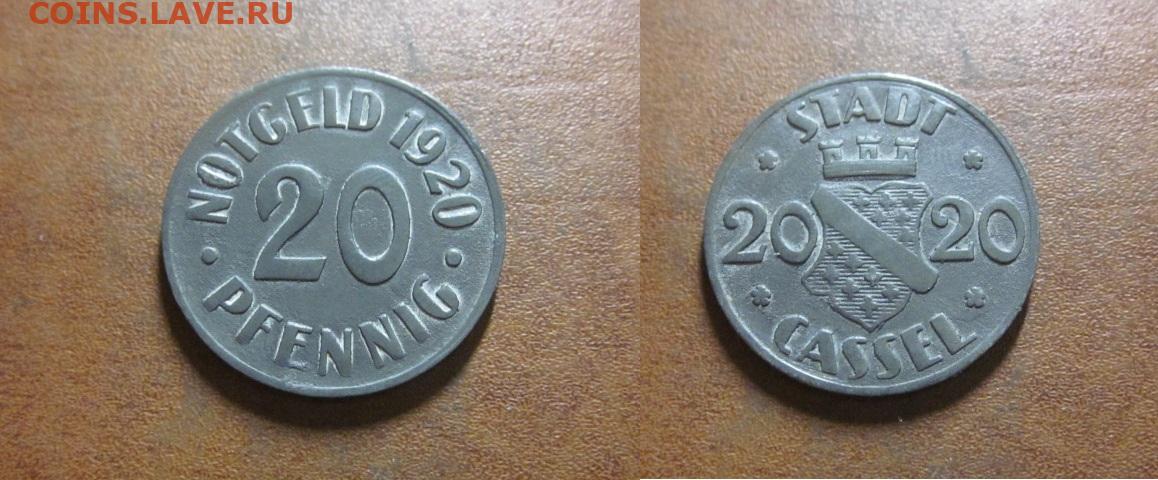 COINS.LAVE.RU
NOTGELD 1920
20
PFENNIG
STADT
20 20
CASSEL